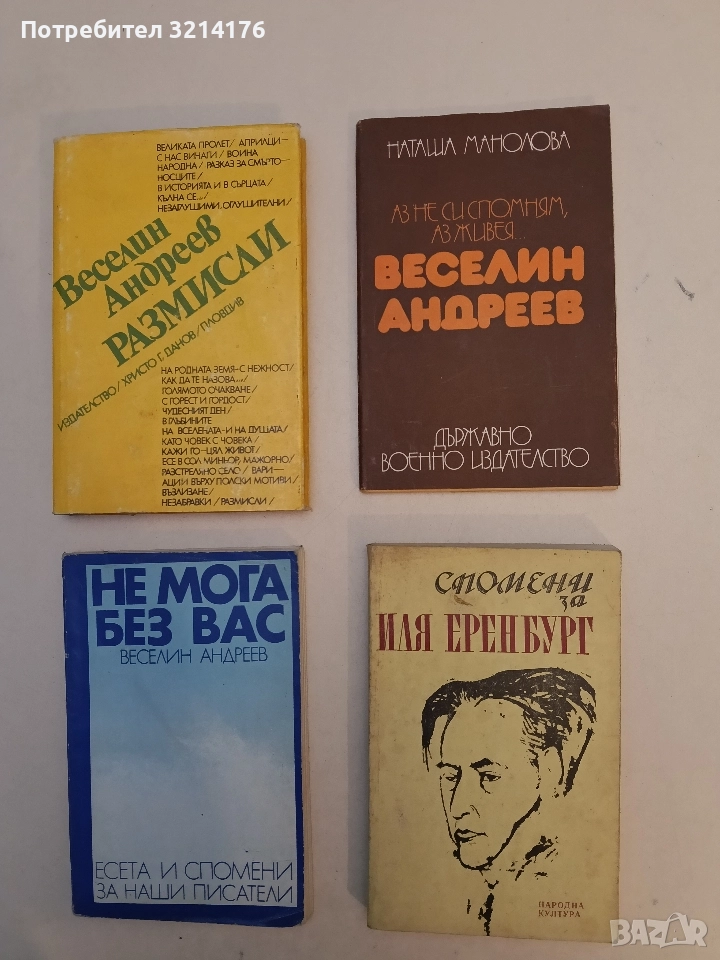 Потребител 3214176
ВЕЛИКАТА ПРОЛЕТ/ АПРИЛЦИ–
С НАС ВИНАГИ/ ВОЙНА
НАРОДНА/ РАЗКАЗ ЗА СМЪРТО–
НОСЦИТЕ/
В ИСТОРИЯТА И В СЪРЦАТА/
КЪЛНА СЕ.../
НЕЗАГЛУШИМИ, ОГЛУШИТЕЛНИ/
Веселин
Андреев
РАЗМИСЛИ
ИЗДАТЕЛСТВО/ХРИСТО Г. ДАНОВ/ПЛОВДИВ
НА РОДНАТА ЗЕМЯ–С НЕЖНОСТ/
КАК ДА ТЕ НАЗОВА.../
ГОЛЯМОТО ОЧАКВАНЕ/
С ГОРЕСТ И ГОРДОСТ/
ЧУДЕСНИЯТ ДЕН/
В ГЛЪБИНИТЕ
НА ВСЕЛЕНАТА-И НА ДУШАТА/
КАТО ЧОВЕК С ЧОВЕКА/
КАЖИ ГО–ЦЯЛ ЖИВОТ/
ЕСЕ В СОЛ МИНЬОР, МАЖОРНО/
РАЗСТРЕЛЯНО СЕЛО/ ВАРИ–
АЦИИ ВЪРХУ ПОЛСКИ МОТИВИ/
ВЪЗЛИЗАНЕ/
НЕЗАБРАВКИ/ РАЗМИСЛИ/
НАТАША МАНОЛОВА
АЗ НЕ СИ СПОМНЯМ,
АЗ ЖИВЕЯ...
ВЕСЕЛИН
АНДРЕЕВ
ДЪРЖАВНО
ВОЕННО ИЗДАТЕЛСТВО
НЕ МОГА
БЕЗ ВАС
ВЕСЕЛИН АНДРЕЕВ
ЕСЕТА И СПОМЕНИ
ЗА НАШИ ПИСАТЕЛИ
СПОМЕНИ
за
ИЛЯ ЕРЕНБУРГ
НАРОДНА
КУЛТУРА
BAZAR